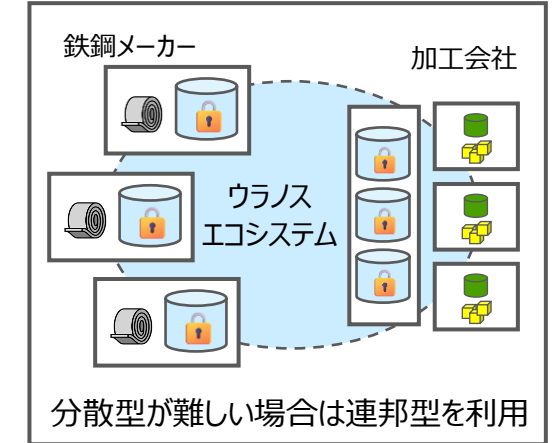 鉄鋼メーカー
加工会社
ウラノス
エコシステム
分散型が難しい場合は連邦型を利用